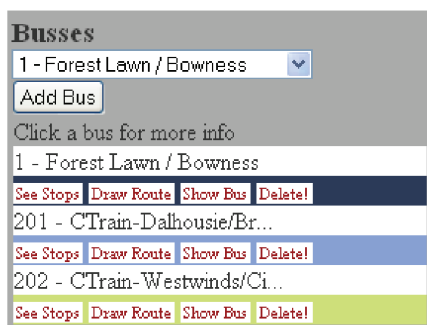 Busses
1 - Forest Lawn / Bowness
Add Bus
Click a bus for more info
1 - Forest Lawn / Bowness
See Stops Draw Route Show Bus Delete!
201 - CTrain-Dalhousie/Br...
See Stops Draw Route Show Bus Delete!
202 - CTrain-Westwinds/Ci...
See Stops Draw Route Show Bus Delete!